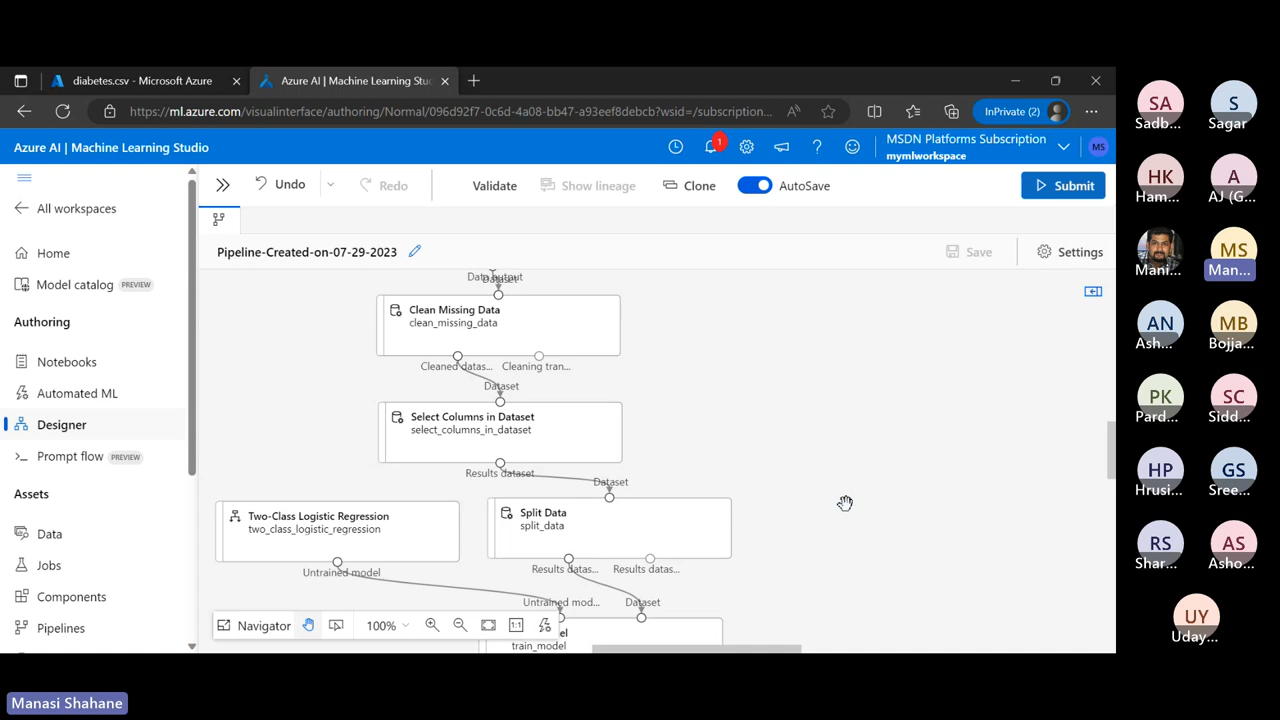 diabetes.csv - Microsoft Azure
Azure AI | Machine Learning Stu
https://ml.azure.com/visualinterface/authoring/Normal/096d92f7-0c6d-4a08-bb47-a93eef8debcb?wsid=/subscription...
InPrivate (2)
Azure AI | Machine Learning Studio
1
MSDN Platforms Subscription
mymlworkspace
MS
All workspaces
Home
Model catalog PREVIEW
Authoring
Notebooks
Automated ML
Designer
Prompt flow PREVIEW
Assets
Data
Jobs
Components
Pipelines
Undo
Redo
Validate
Show lineage
Clone
AutoSave
Submit
Pipeline-Created-on-07-29-2023
Save
Settings
Data output
Dataset
Clean Missing Data
clean_missing_data
Cleaned datas...
Cleaning tran...
Dataset
Select Columns in Dataset
select_columns_in_dataset
Results dataset
Dataset
Two-Class Logistic Regression
two_class_logistic_regression
Untrained model
Split Data
split_data
Results datas...
Results datas...
Untrained mod...
Dataset
train_model
Navigator
100%
1:1
SA
Sadb...
S
Sagar
HK
Ham...
A
AJ (G...
Mani...
MS
Man...
AN
Ash...
MB
Bojja...
PK
Pard...
SC
Sidd...
HP
Hrusi...
GS
Sree...
RS
Shar...
AS
Asho...
UY
Uday...
Manasi Shahane